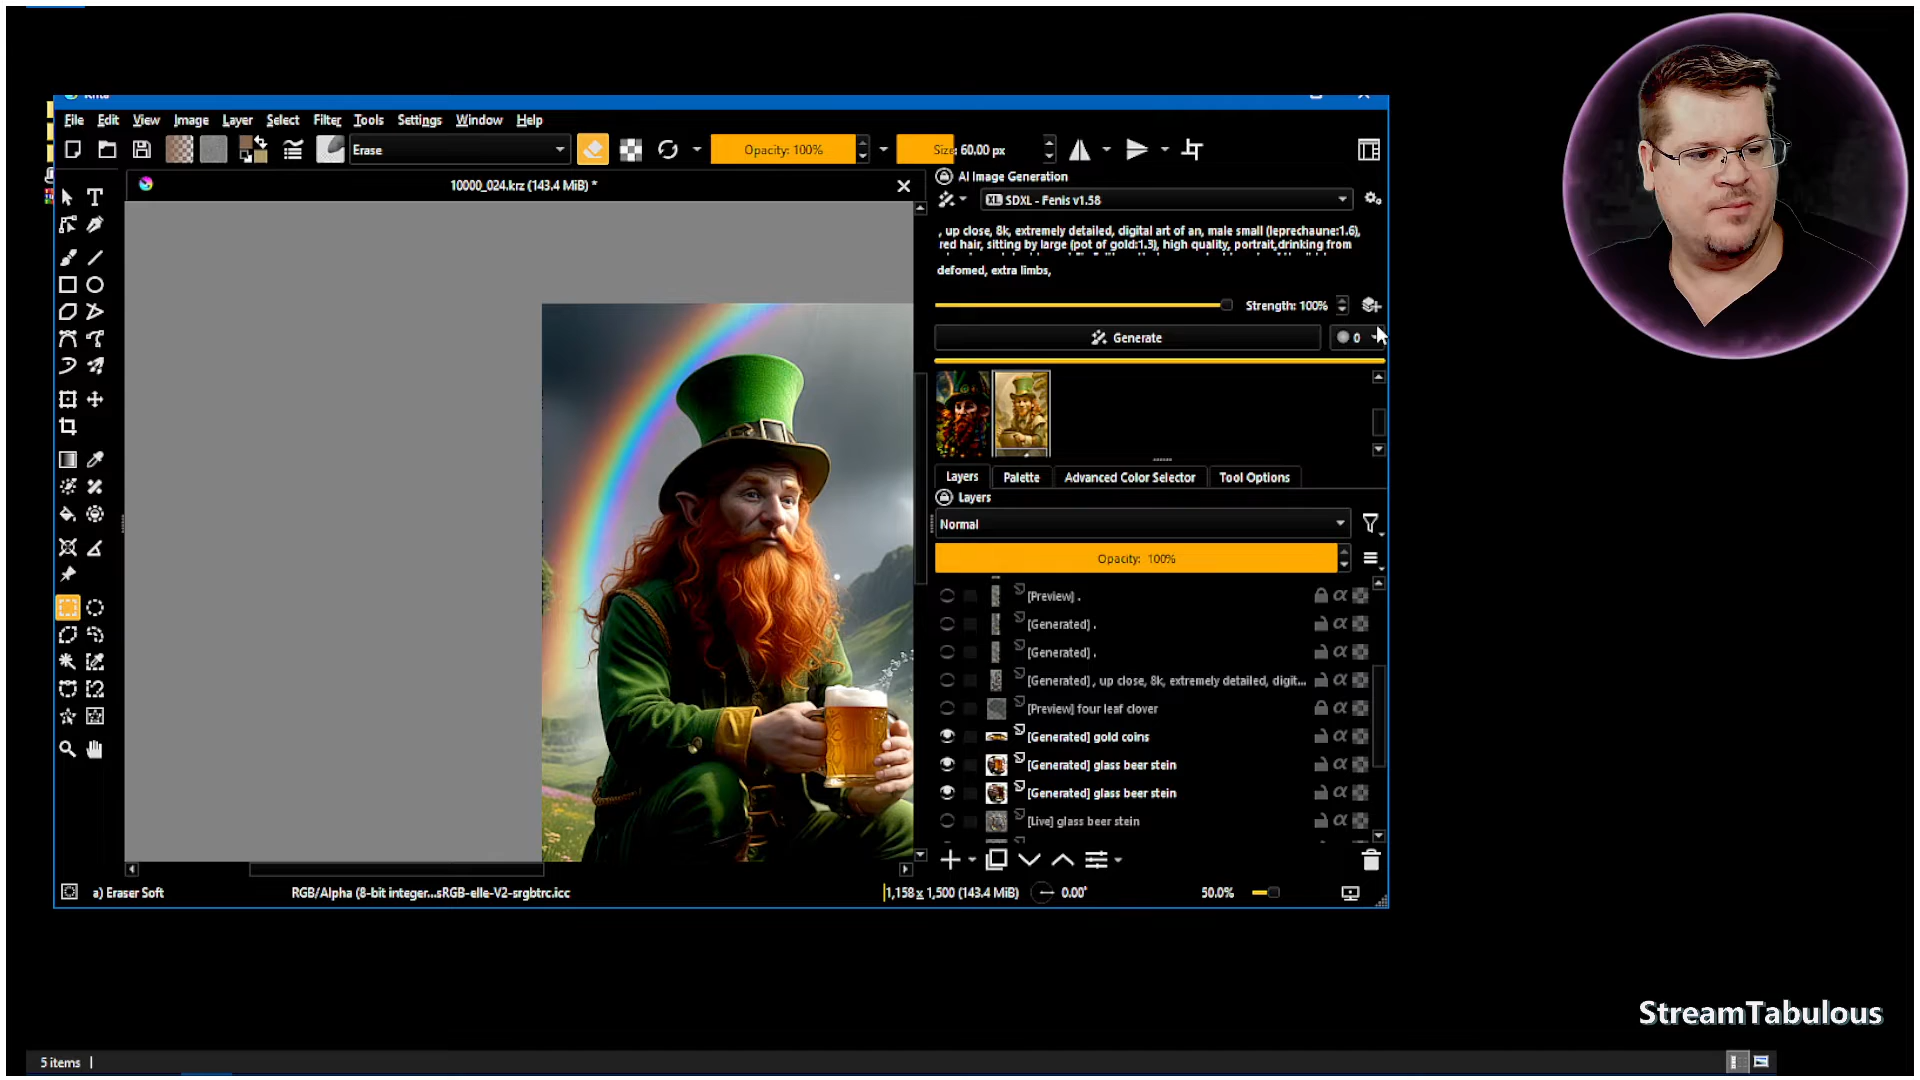 File Edit View Image Layer Select Filter Tools Settings Window Help
Erase
Opacity: 100%
Size: 60.00 px
10000_024.krz (143.4 MiB) *
AI Image Generation
XL SDXL - Fenis v1.58
, up close, 8k, extremely detailed, digital art of an, male small (leprechaune:1.6),
red hair, sitting by large (pot of gold:1.3), high quality, portrait,drinking from
defomed, extra limbs,
Strength: 100%
Generate
0
Layers Palette Advanced Color Selector Tool Options
Layers
Normal
Opacity: 100%
[Preview] .
[Generated] .
[Generated] .
[Generated] , up close, 8k, extremely detailed, digit...
[Preview] four leaf clover
[Generated] gold coins
[Generated] glass beer stein
[Generated] glass beer stein
[Live] glass beer stein
a) Eraser Soft
RGB/Alpha (8-bit integer...sRGB-elle-V2-srgbtrc.icc
1,158 x 1,500 (143.4 MiB)
0.00°
50.0%
StreamTabulous
5 items